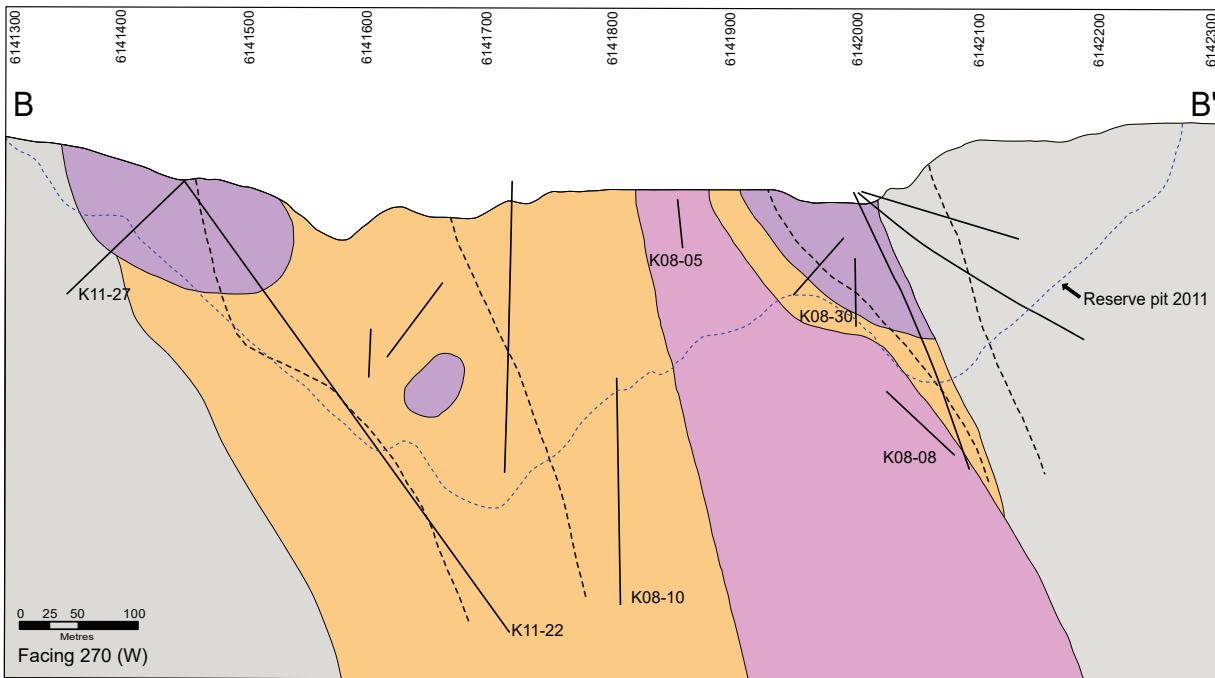 6141300
6141400
6141500
6141600
6141700
6141800
6141900
6142000
6142100
6142200
6142300
B
B'
K08-05
K11-27
Reserve pit 2011
K08-30
K08-08
K08-10
K11-22
0 25 50 100
Metres
Facing 270 (W)